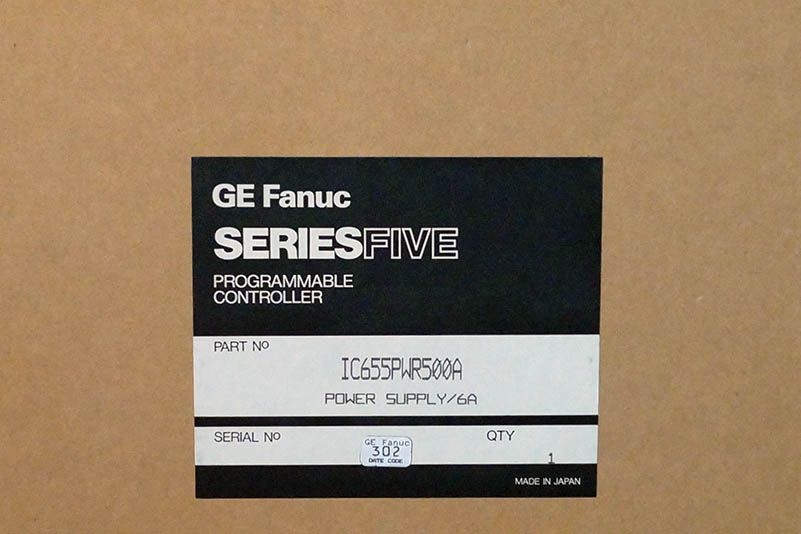 GE Fanuc
SERIESFIVE
PROGRAMMABLE
CONTROLLER
PART Nº
IC655PWR500A
POWER SUPPLY/6A
SERIAL Nº
GE Fanuc
302
DATE CODE
QTY
1
MADE IN JAPAN